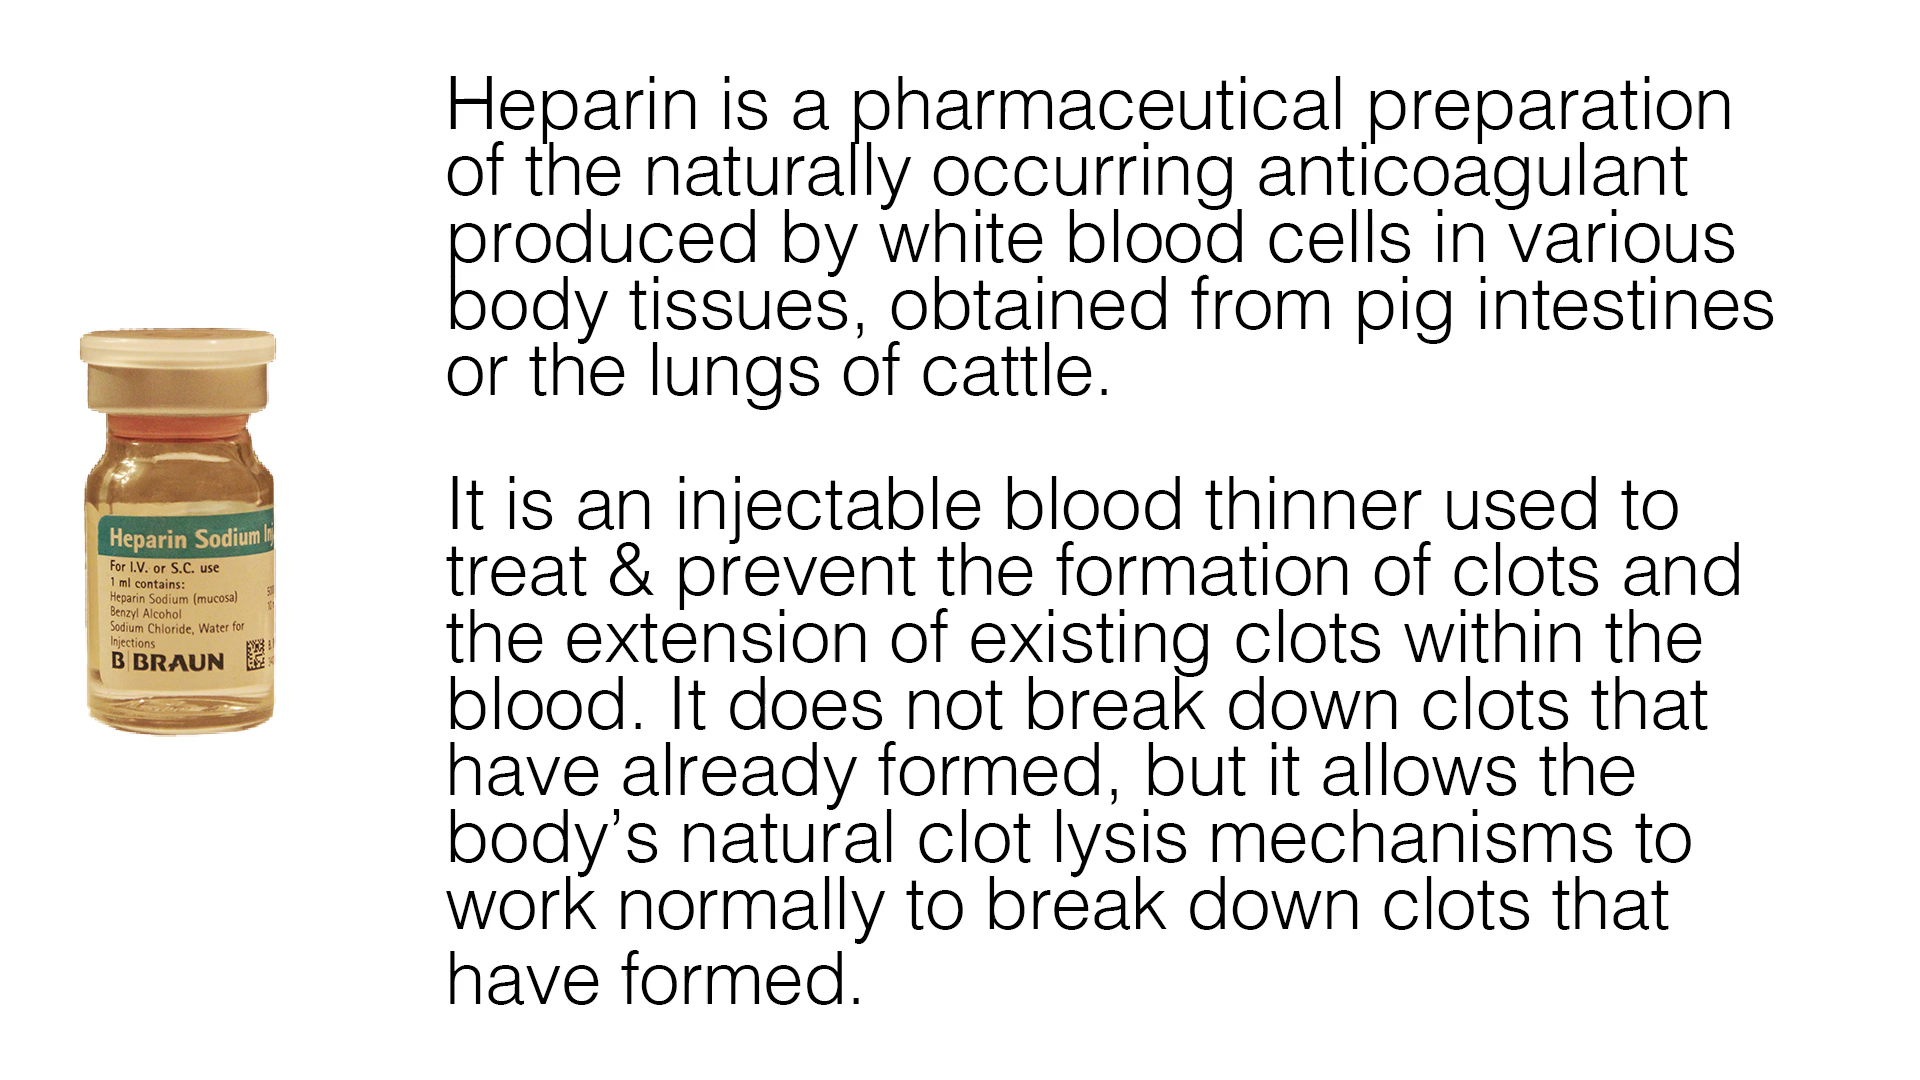 Heparin is a pharmaceutical preparation
of the naturally occurring anticoagulant
produced by white blood cells in various
body tissues, obtained from pig intestines
or the lungs of cattle.
It is an injectable blood thinner used to
treat & prevent the formation of clots and
the extension of existing clots within the
blood. It does not break down clots that
have already formed, but it allows the
body’s natural clot lysis mechanisms to
work normally to break down clots that
have formed.
Heparin Sodium Inj
For I.V. or S.C. use
1 ml contains:
Heparin Sodium (mucosa)
Benzyl Alcohol
Sodium Chloride, Water for
Injections
B BRAUN